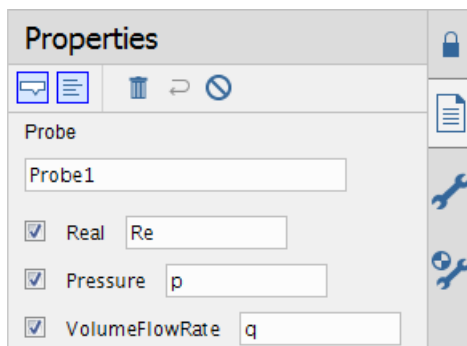 Properties
Probe
Probe1
Real Re
Pressure p
VolumeFlowRate q